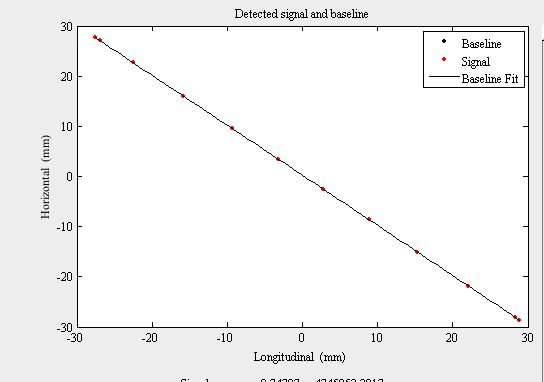 Detected signal and baseline
30
20
10
0
-10
-20
-30
Horizontal (mm)
Baseline
Signal
Baseline Fit
-30
-20
-10
0
10
20
30
Longitudinal (mm)